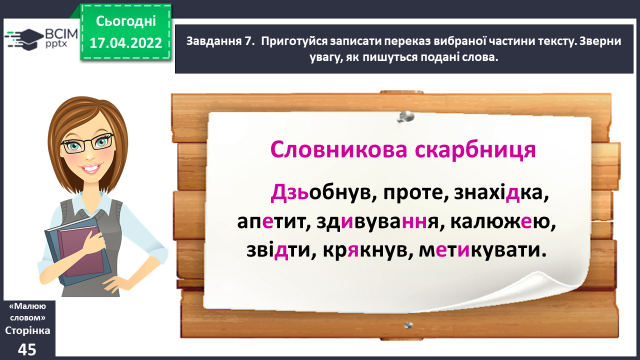 Сьогодні
17.04.2022
ВСІМ
pptx
Завдання 7. Приготуйся записати переказ вибраної частини тексту. Зверни
увагу, як пишуться подані слова.
Словникова скарбниця
Дзьобнув, проте, знахідка,
апетит, здивування, калюжею,
звідти, крякнув, метикувати.
«Малюю
словом»
Сторінка
45